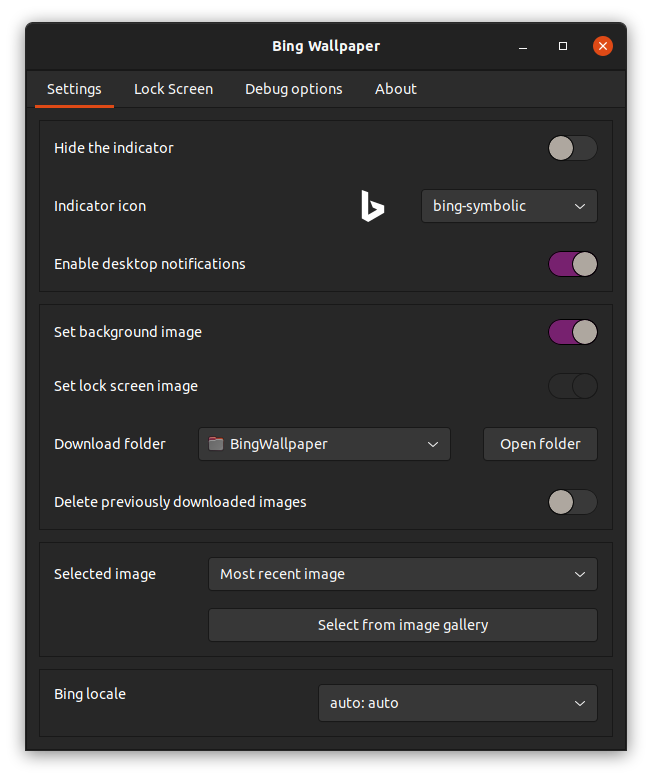 Bing Wallpaper
Settings Lock Screen Debug options About
Hide the indicator
Indicator icon bing-symbolic
Enable desktop notifications
Set background image
Set lock screen image
Download folder BingWallpaper Open folder
Delete previously downloaded images
Selected image Most recent image
Select from image gallery
Bing locale auto: auto